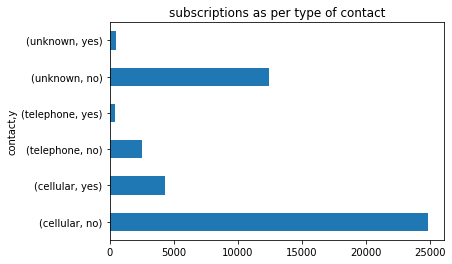 subscriptions as per type of contact
contact,y
(unknown, yes)
(unknown, no)
(telephone, yes)
(telephone, no)
(cellular, yes)
(cellular, no)
0 5000 10000 15000 20000 25000